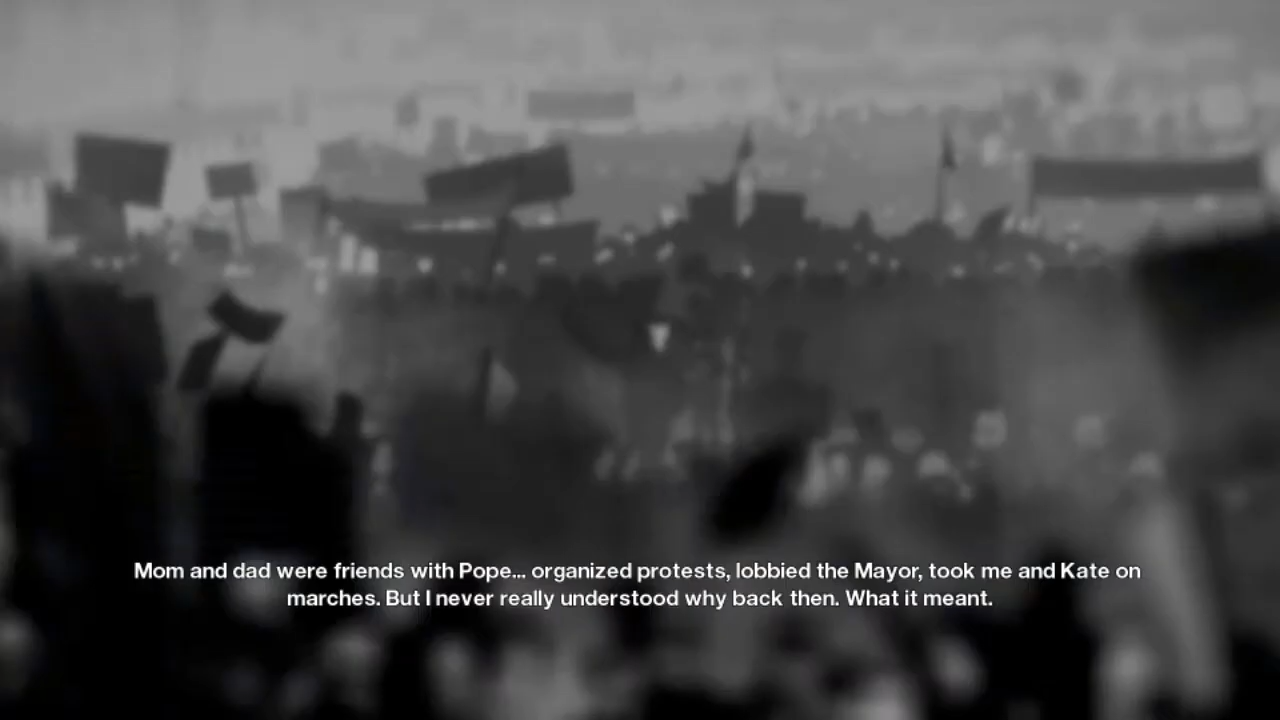 Mom and dad were friends with Pope... organized protests, lobbied the Mayor, took me and Kate on
marches. But I never really understood why back then. What it meant.